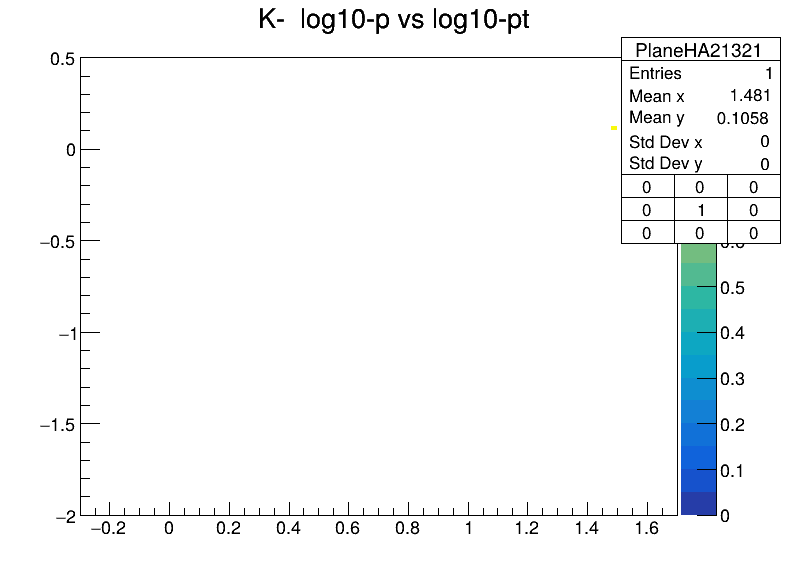 K-  log10-p vs log10-pt
PlaneHA21321
Entries 1
Mean x 1.481
Mean y 0.1058
Std Dev x 0
Std Dev y 0
0 0 0
0 1 0
0 0 0
0.5
0
−0.5
−1
−1.5
−2
−0.2 0 0.2 0.4 0.6 0.8 1 1.2 1.4 1.6
0.5
0.4
0.3
0.2
0.1
0